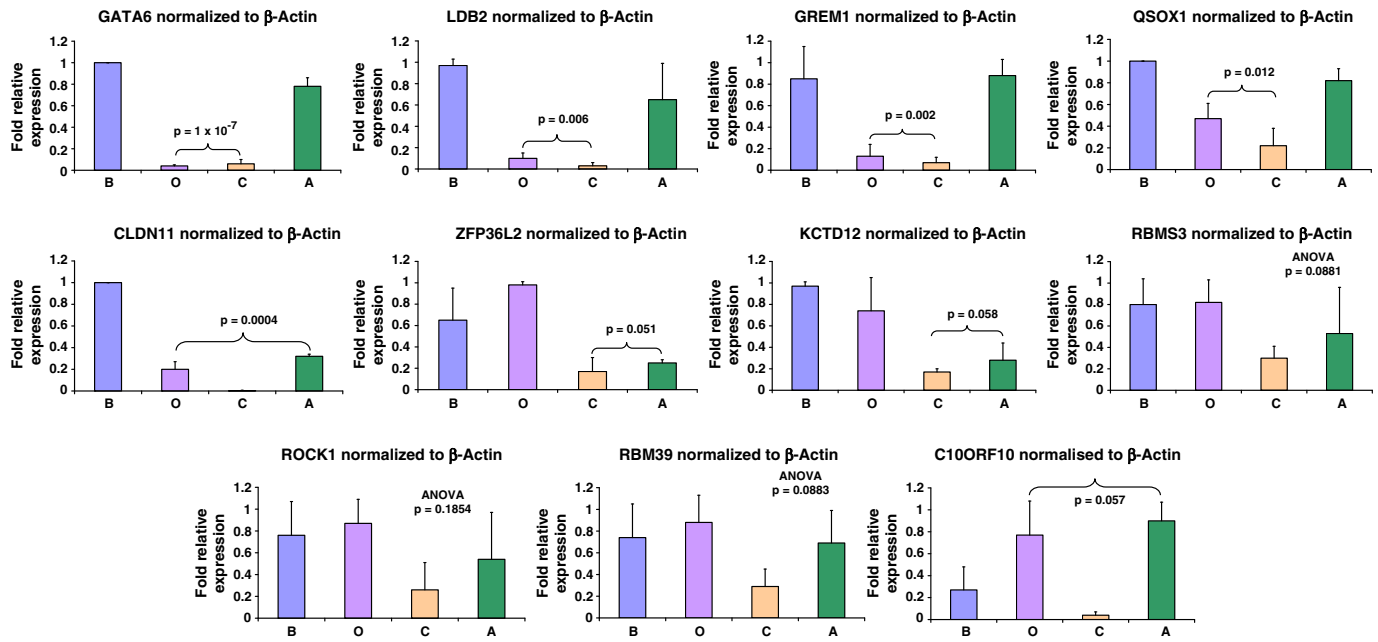 GATA6 normalized to β-Actin
Fold relative
expression
1.2
1
0.8
0.6
0.4
0.2
0
p = 1 x 10-7
B O C A
LDB2 normalized to β-Actin
Fold relative
expression
1.2
1
0.8
0.6
0.4
0.2
0
p = 0.006
B O C A
GREM1 normalized to β-Actin
Fold relative
expression
1.2
1
0.8
0.6
0.4
0.2
0
p = 0.002
B O C A
QSOX1 normalized to β-Actin
Fold relative
expression
1.2
1
0.8
0.6
0.4
0.2
0
p = 0.012
B O C A
CLDN11 normalized to β-Actin
Fold relative
expression
1.2
1
0.8
0.6
0.4
0.2
0
p = 0.0004
B O C A
ZFP36L2 normalized to β-Actin
Fold relative
expression
1.2
1
0.8
0.6
0.4
0.2
0
p = 0.051
B O C A
KCTD12 normalized to β-Actin
Fold relative
expression
1.2
1
0.8
0.6
0.4
0.2
0
p = 0.058
B O C A
RBMS3 normalized to β-Actin
Fold relative
expression
1.2
1
0.8
0.6
0.4
0.2
0
ANOVA
p = 0.0881
B O C A
ROCK1 normalized to β-Actin
Fold relative
expression
1.2
1
0.8
0.6
0.4
0.2
0
ANOVA
p = 0.1854
B O C A
RBM39 normalized to β-Actin
Fold relative
expression
1.2
1
0.8
0.6
0.4
0.2
0
ANOVA
p = 0.0883
B O C A
C10ORF10 normalised to β-Actin
Fold relative
expression
1.2
1
0.8
0.6
0.4
0.2
0
p = 0.057
B O C A